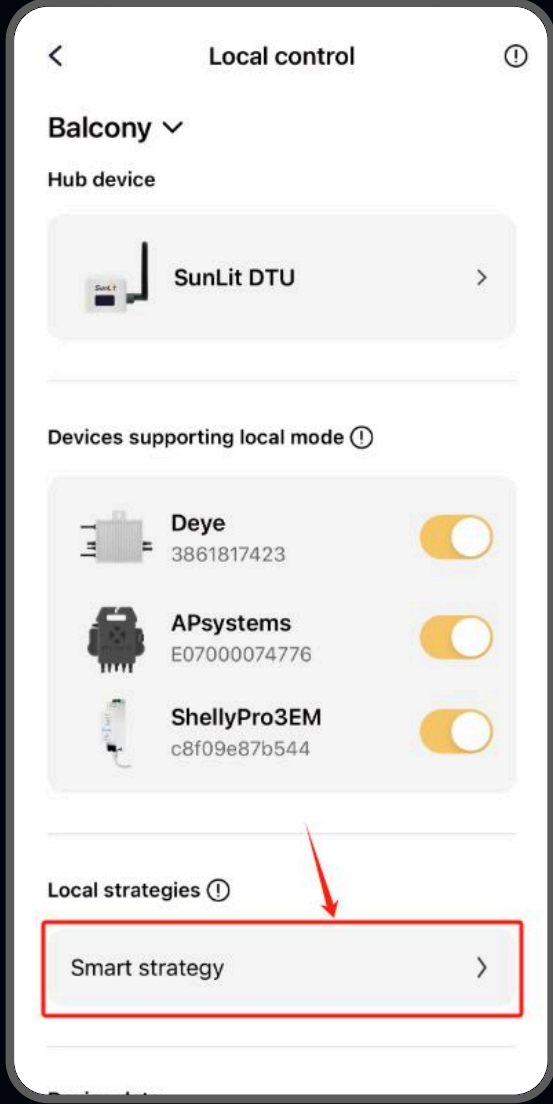 Local control
Balcony
Hub device
SunLit
SunLit DTU
Devices supporting local mode
Deye
3861817423
APsystems
E07000074776
ShellyPro3EM
c8f09e87b544
Local strategies
Smart strategy